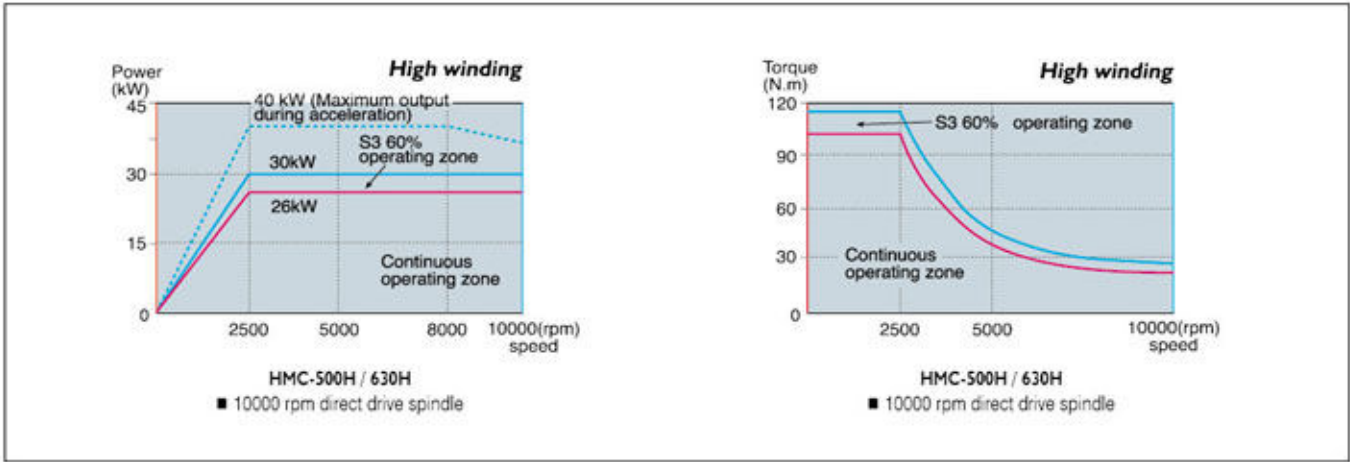 High winding
Power
(kW)
45
40 kW (Maximum output
during acceleration)
S3 60%
operating zone
30
30kW
26kW
15
Continuous
operating zone
0
2500
5000
8000
10000(rpm)
speed
HMC-500H / 630H
■ 10000 rpm direct drive spindle
High winding
Torque
(N.m)
120
S3 60% operating zone
90
60
30
Continuous
operating zone
0
2500
5000
10000(rpm)
speed
HMC-500H / 630H
■ 10000 rpm direct drive spindle